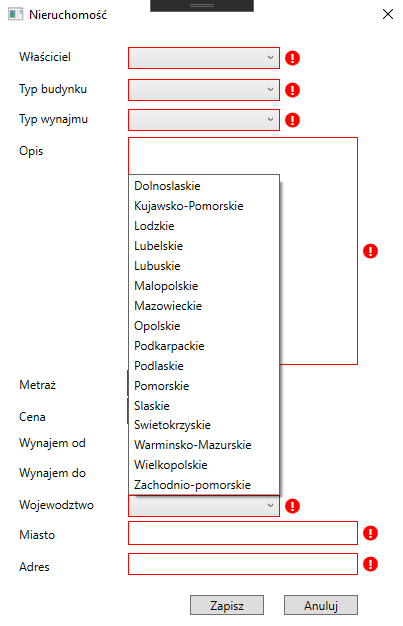 Nieruchomość
Właściciel
Typ budynku
Typ wynajmu
Opis
Dolnoslaskie
Kujawsko-Pomorskie
Lodzkie
Lubelskie
Lubuskie
Malopolskie
Mazowieckie
Opolskie
Podkarpackie
Podlaskie
Pomorskie
Slaskie
Swietokrzyskie
Warminsko-Mazurskie
Wielkopolskie
Zachodnio-pomorskie
Metraż
Cena
Wynajem od
Wynajem do
Wojewodztwo
Miasto
Adres
Zapisz Anuluj